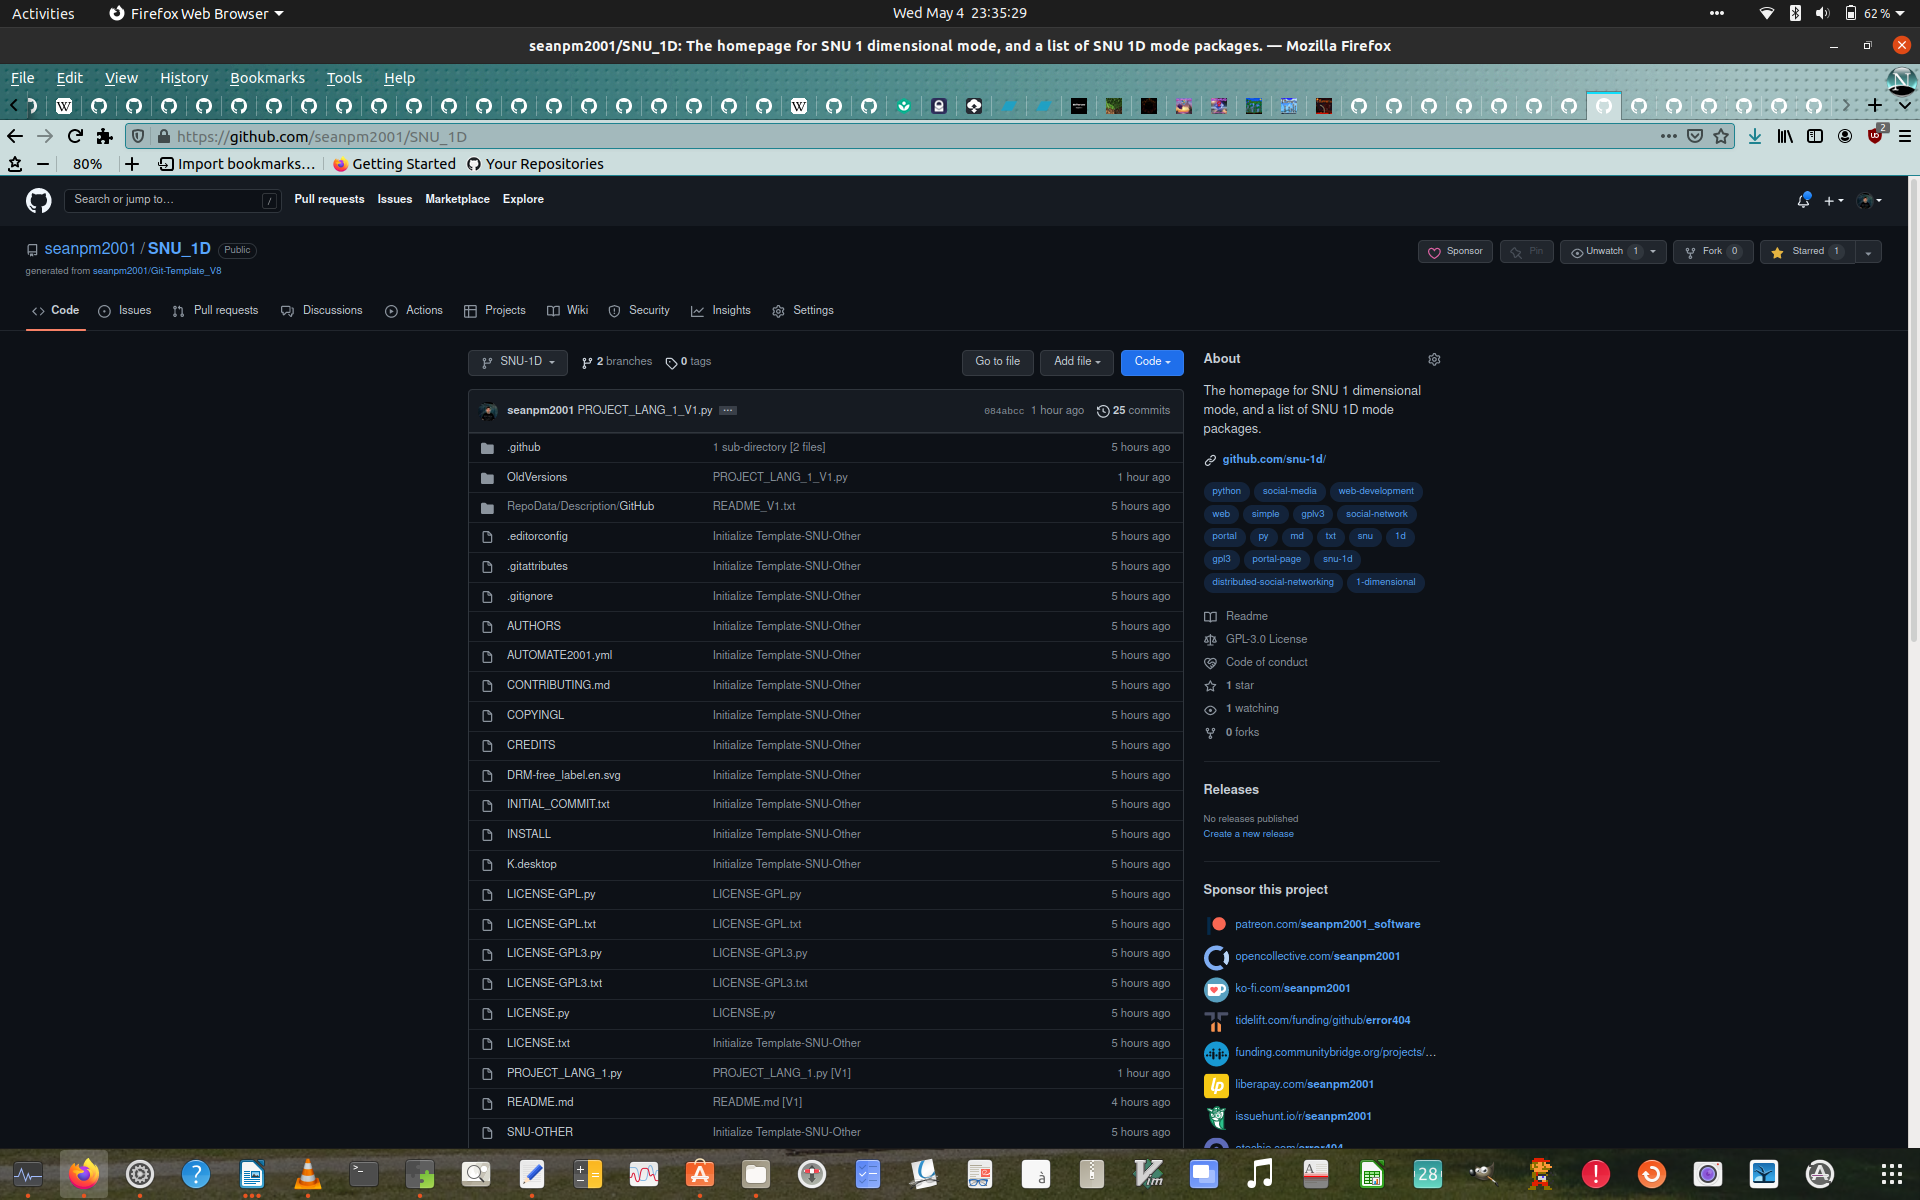 Activities
Firefox Web Browser
Wed May 4  23:35:29
62 %
seanpm2001/SNU_1D: The homepage for SNU 1 dimensional mode, and a list of SNU 1D mode packages. — Mozilla Firefox
File Edit View History Bookmarks Tools Help
https://github.com/seanpm2001/SNU_1D
2
80%
Import bookmarks…
Getting Started
Your Repositories
Search or jump to…
/
Pull requests Issues Marketplace Explore
seanpm2001 / SNU_1D Public
generated from seanpm2001/Git-Template_V8
Sponsor
Pin
Unwatch 1
Fork 0
Starred 1
Code
Issues
Pull requests
Discussions
Actions
Projects
Wiki
Security
Insights
Settings
SNU-1D
2 branches
0 tags
Go to file
Add file
Code
seanpm2001 PROJECT_LANG_1_V1.py ...
084abcc 1 hour ago
25 commits
.github 1 sub-directory [2 files] 5 hours ago
OldVersions PROJECT_LANG_1_V1.py 1 hour ago
RepoData/Description/GitHub README_V1.txt 5 hours ago
.editorconfig Initialize Template-SNU-Other 5 hours ago
.gitattributes Initialize Template-SNU-Other 5 hours ago
.gitignore Initialize Template-SNU-Other 5 hours ago
AUTHORS Initialize Template-SNU-Other 5 hours ago
AUTOMATE2001.yml Initialize Template-SNU-Other 5 hours ago
CONTRIBUTING.md Initialize Template-SNU-Other 5 hours ago
COPYINGL Initialize Template-SNU-Other 5 hours ago
CREDITS Initialize Template-SNU-Other 5 hours ago
DRM-free_label.en.svg Initialize Template-SNU-Other 5 hours ago
INITIAL_COMMIT.txt Initialize Template-SNU-Other 5 hours ago
INSTALL Initialize Template-SNU-Other 5 hours ago
K.desktop Initialize Template-SNU-Other 5 hours ago
LICENSE-GPL.py LICENSE-GPL.py 5 hours ago
LICENSE-GPL.txt LICENSE-GPL.txt 5 hours ago
LICENSE-GPL3.py LICENSE-GPL3.py 5 hours ago
LICENSE-GPL3.txt LICENSE-GPL3.txt 5 hours ago
LICENSE.py LICENSE.py 5 hours ago
LICENSE.txt Initialize Template-SNU-Other 5 hours ago
PROJECT_LANG_1.py PROJECT_LANG_1.py [V1] 1 hour ago
README.md README.md [V1] 4 hours ago
SNU-OTHER Initialize Template-SNU-Other 5 hours ago
About
The homepage for SNU 1 dimensional
mode, and a list of SNU 1D mode
packages.
github.com/snu-1d/
python social-media web-development
web simple gplv3 social-network
portal py md txt snu 1d
gpl3 portal-page snu-1d
distributed-social-networking 1-dimensional
Readme
GPL-3.0 License
Code of conduct
1 star
1 watching
0 forks
Releases
No releases published
Create a new release
Sponsor this project
patreon.com/seanpm2001_software
opencollective.com/seanpm2001
ko-fi.com/seanpm2001
tidelift.com/funding/github/error404
funding.communitybridge.org/projects/…
liberapay.com/seanpm2001
issuehunt.io/r/seanpm2001
28